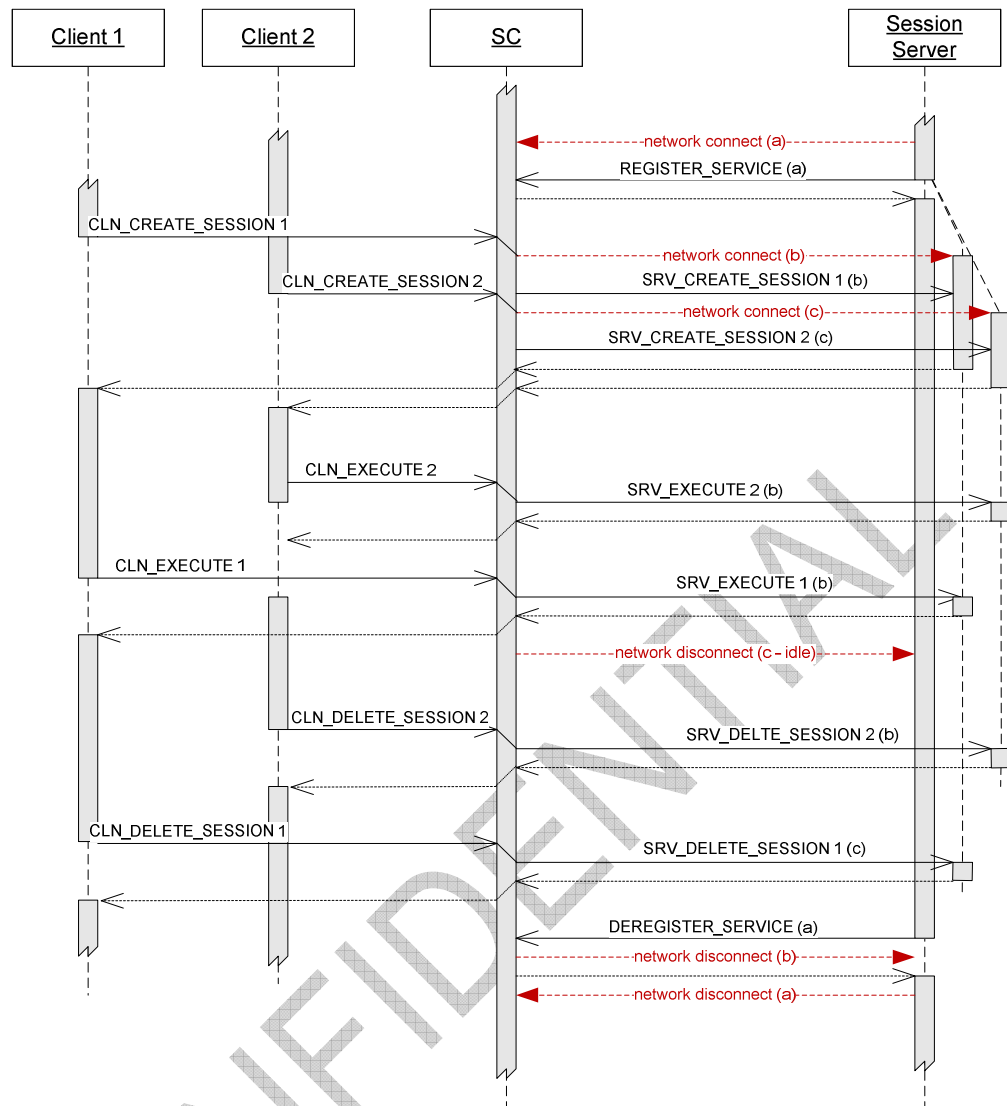 Client 1
Client 2
SC
Session
Server
network connect (a)
REGISTER_SERVICE (a)
CLN_CREATE_SESSION 1
network connect (b)
CLN_CREATE_SESSION 2
SRV_CREATE_SESSION 1 (b)
network connect (c)
SRV_CREATE_SESSION 2 (c)
CLN_EXECUTE 2
SRV_EXECUTE 2 (b)
CLN_EXECUTE 1
SRV_EXECUTE 1 (b)
network disconnect (c - idle)
CLN_DELETE_SESSION 2
SRV_DELTE_SESSION 2 (b)
CLN_DELETE_SESSION 1
SRV_DELETE_SESSION 1 (c)
DEREGISTER_SERVICE (a)
network disconnect (b)
network disconnect (a)
NFIDENTIAL